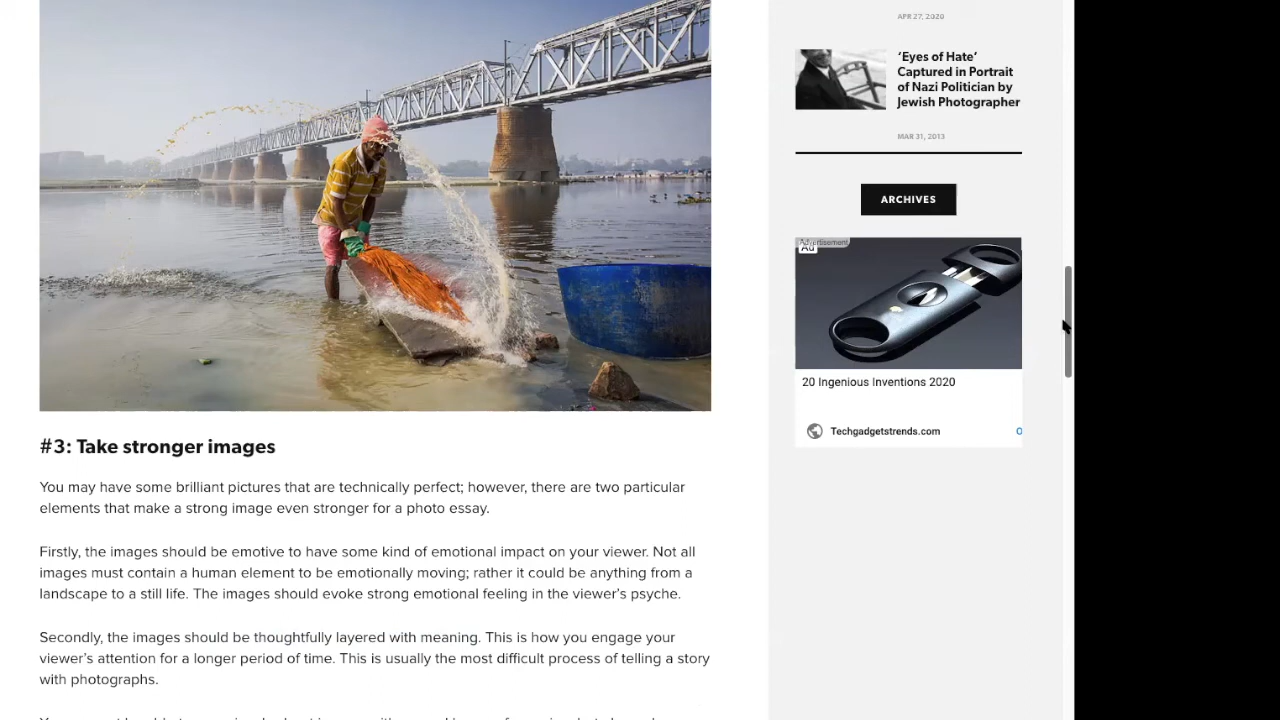 APR 27, 2020
‘Eyes of Hate’
Captured in Portrait
of Nazi Politician by
Jewish Photographer
MAR 31, 2013
ARCHIVES
Advertisement
Ad
20 Ingenious Inventions 2020
Techgadgetstrends.com
O
#3: Take stronger images
You may have some brilliant pictures that are technically perfect; however, there are two particular
elements that make a strong image even stronger for a photo essay.
Firstly, the images should be emotive to have some kind of emotional impact on your viewer. Not all
images must contain a human element to be emotionally moving; rather it could be anything from a
landscape to a still life. The images should evoke strong emotional feeling in the viewer’s psyche.
Secondly, the images should be thoughtfully layered with meaning. This is how you engage your
viewer’s attention for a longer period of time. This is usually the most difficult process of telling a story
with photographs.